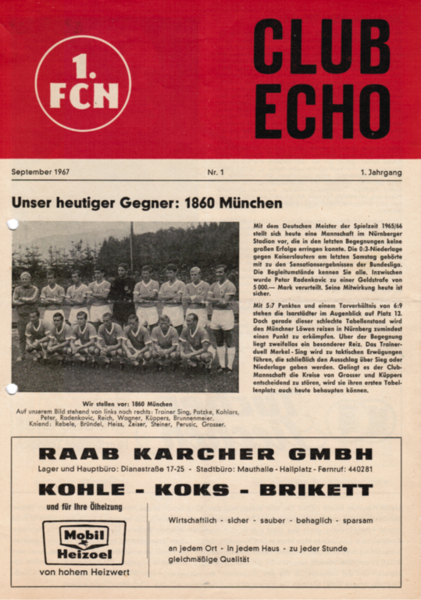 1.
FCN
CLUB
ECHO
September 1967 Nr. 1 1. Jahrgang
Unser heutiger Gegner: 1860 München
Mit dem Deutschen Meister der Spielzeit 1965/66
stellt sich heute eine Mannschaft im Nürnberger
Stadion vor, die in den letzten Begegnungen keine
großen Erfolge erringen konnte. Die 0:3-Niederlage
gegen Kaiserslautern am letzten Samstag gehörte
mit zu den Sensationsergebnissen der Bundesliga.
Die Begleitumstände kennen Sie alle. Inzwischen
wurde Peter Radenkovic zu einer Geldstrafe von
5 000.— Mark verurteilt. Seine Mitwirkung heute ist
sicher.
Mit 5:7 Punkten und einem Torverhältnis von 6:9
stehen die Isarstädter im Augenblick auf Platz 13.
Doch gerade dieser schlechte Tabellenstand wird
den Münchner Löwen reizen in Nürnberg zumindest
einen Punkt zu erkämpfen. Über der Begegnung
liegt zweifellos ein besonderer Reiz. Das Trainer-
duell Merkel - Sing wird zu taktischen Erwägungen
führen, die schließlich den Ausschlag über Sieg oder
Niederlage geben werden. Gelingt es der Club-
Mannschaft die Kreise von Grosser und Küppers
entscheidend zu stören, wird sie ihren ersten Tabel-
lenplatz auch heute behaupten können.
Wir stellen vor: 1860 München
Auf unserem Bild stehend von links nach rechts: Trainer Sing, Patzke, Kohlars,
Peter, Radenkovic, Reich, Wagner, Küppers, Brunnenmeier.
Kniend: Rebele, Bründel, Heiss, Zeiser, Steiner, Perusic, Grosser.
RAAB KARCHER GMBH
Lager und Hauptbüro: Dianastraße 17-25 - Stadtbüro: Mauthalle - Hallplatz - Fernruf: 440281
KOHLE - KOKS - BRIKETT
und für Ihre Ölheizung
Mobil
Heizoel
von hohem Heizwert
Wirtschaftlich - sicher - sauber - behaglich - sparsam
an jedem Ort - in jedem Haus - zu jeder Stunde
gleichmäßige Qualität